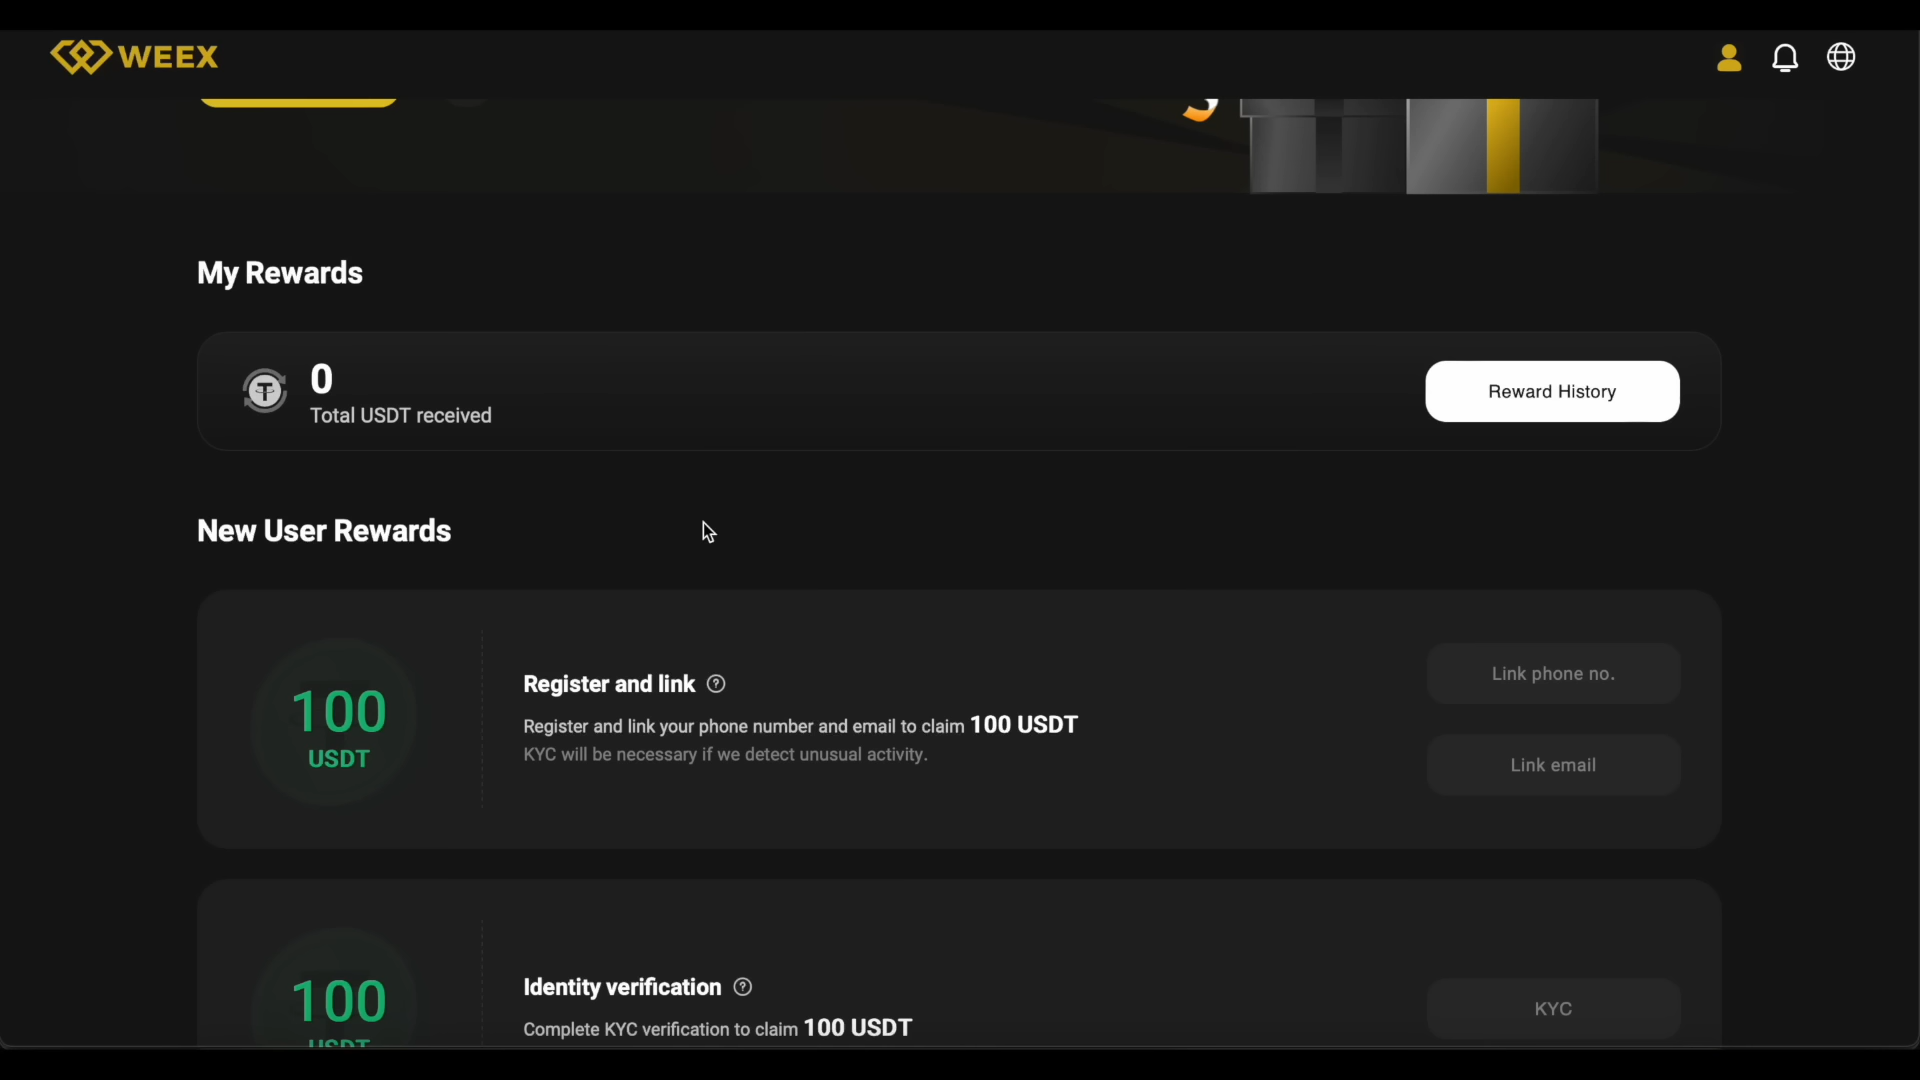 WEEX
My Rewards
0
Total USDT received
Reward History
New User Rewards
100
USDT
Register and link
Register and link your phone number and email to claim 100 USDT
KYC will be necessary if we detect unusual activity.
Link phone no.
Link email
100
USDT
Identity verification
Complete KYC verification to claim 100 USDT
KYC